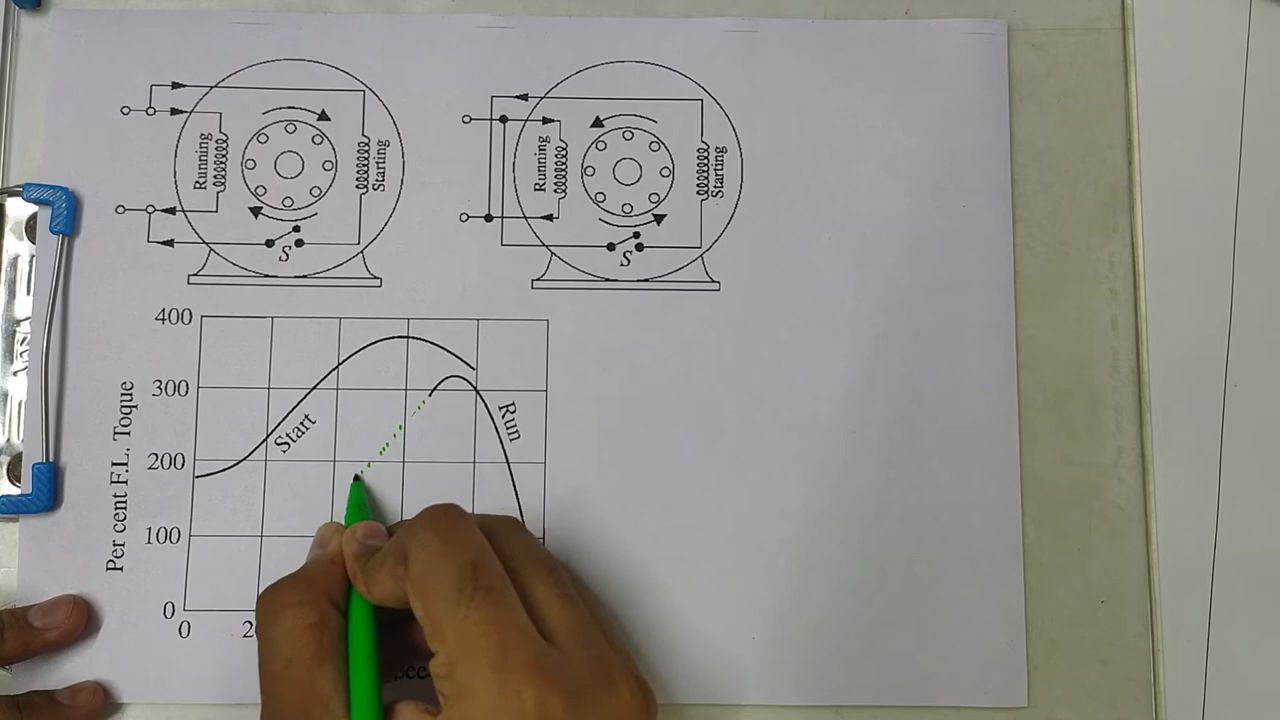 Running
Starting
S
Running
Starting
S
400
300
200
100
0
0
Per cent F.L. Toque
Start
Run